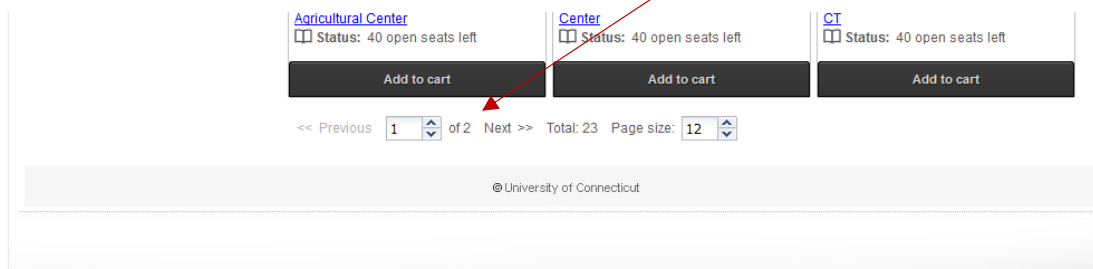 Agricultural Center Center CT
Status: 40 open seats left Status: 40 open seats left Status: 40 open seats left
Add to cart Add to cart Add to cart
<< Previous 1 of 2 Next >> Total: 23 Page size: 12
© University of Connecticut